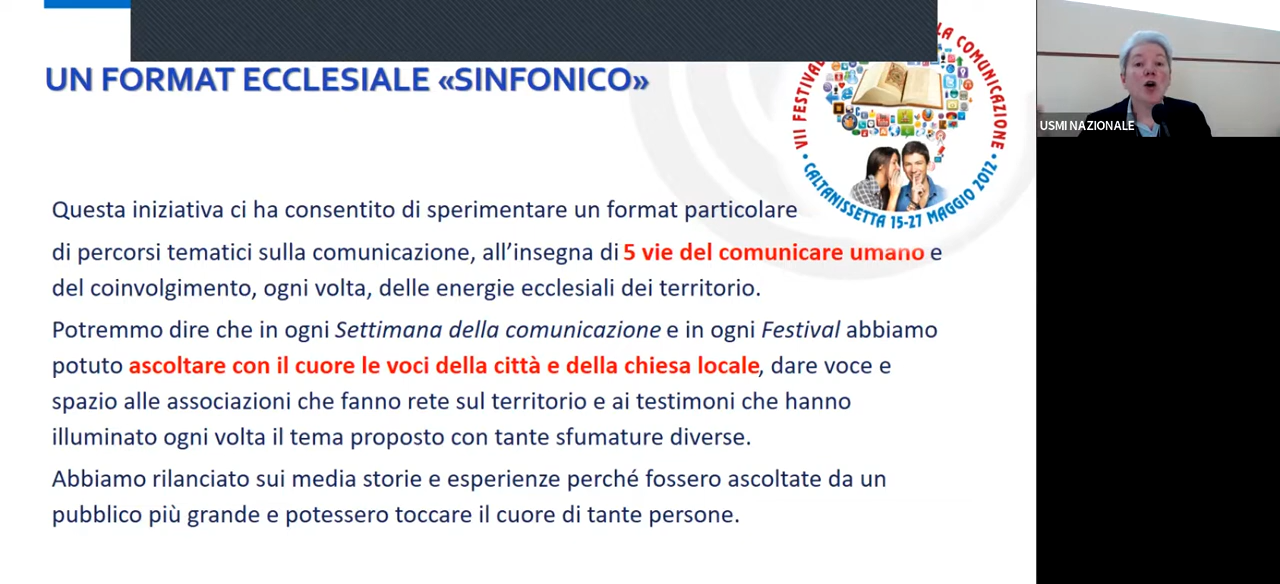 UN FORMAT ECCLESIALE «SINFONICO»
VII FESTIVAL
LA COMUNICAZIONE
• CALTANISSETTA 15-27 MAGGIO 2012 •
USMI NAZIONALE
Questa iniziativa ci ha consentito di sperimentare un format particolare
di percorsi tematici sulla comunicazione, all’insegna di 5 vie del comunicare umano e
del coinvolgimento, ogni volta, delle energie ecclesiali dei territorio.
Potremmo dire che in ogni Settimana della comunicazione e in ogni Festival abbiamo
potuto ascoltare con il cuore le voci della città e della chiesa locale, dare voce e
spazio alle associazioni che fanno rete sul territorio e ai testimoni che hanno
illuminato ogni volta il tema proposto con tante sfumature diverse.
Abbiamo rilanciato sui media storie e esperienze perché fossero ascoltate da un
pubblico più grande e potessero toccare il cuore di tante persone.